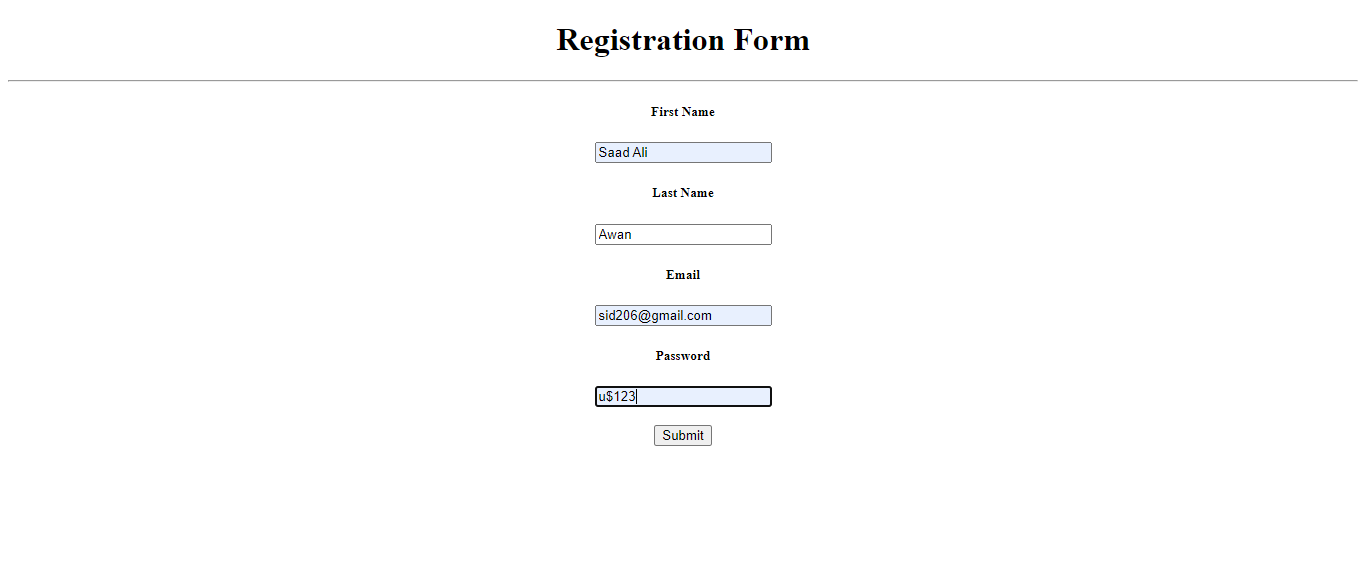 Registration Form
First Name
Saad Ali
Last Name
Awan
Email
sid206@gmail.com
Password
u$123
Submit